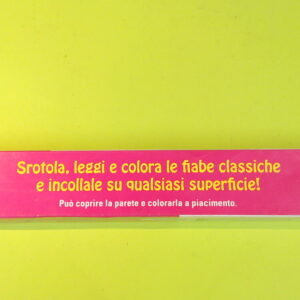 Srotola, leggi e colora le fiabe classiche
e incollale su qualsiasi superficie!
Può coprire la parete e colorarla a piacimento.